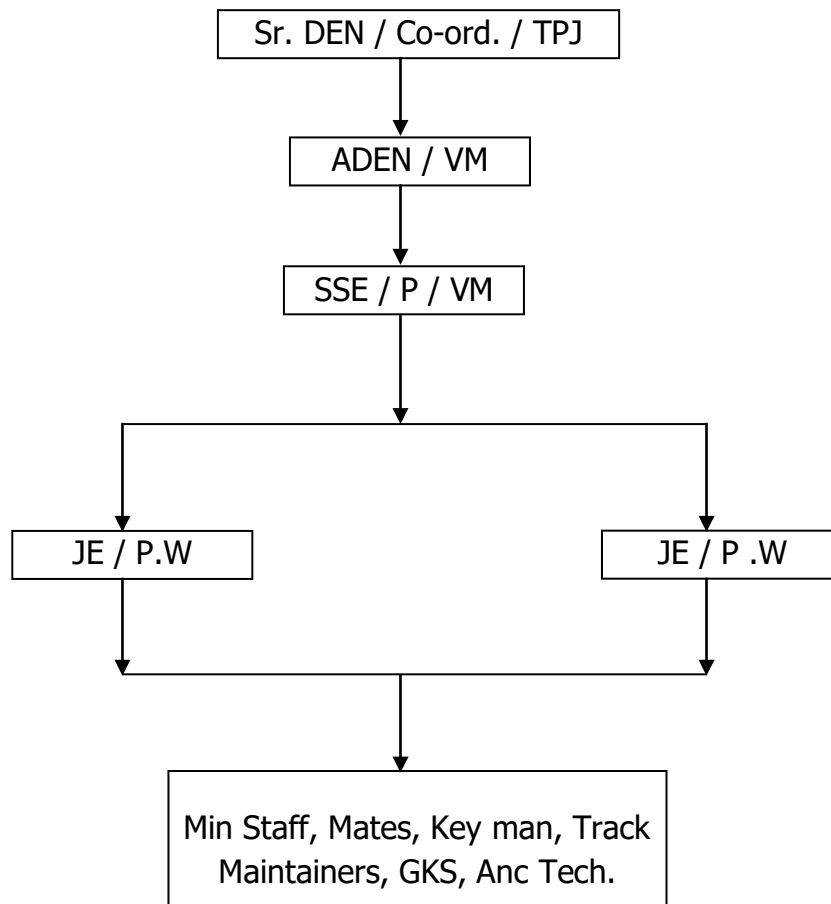 Sr. DEN / Co-ord. / TPJ
ADEN / VM
SSE / P / VM
JE / P.W
JE / P .W
Min Staff, Mates, Key man, Track
Maintainers, GKS, Anc Tech.